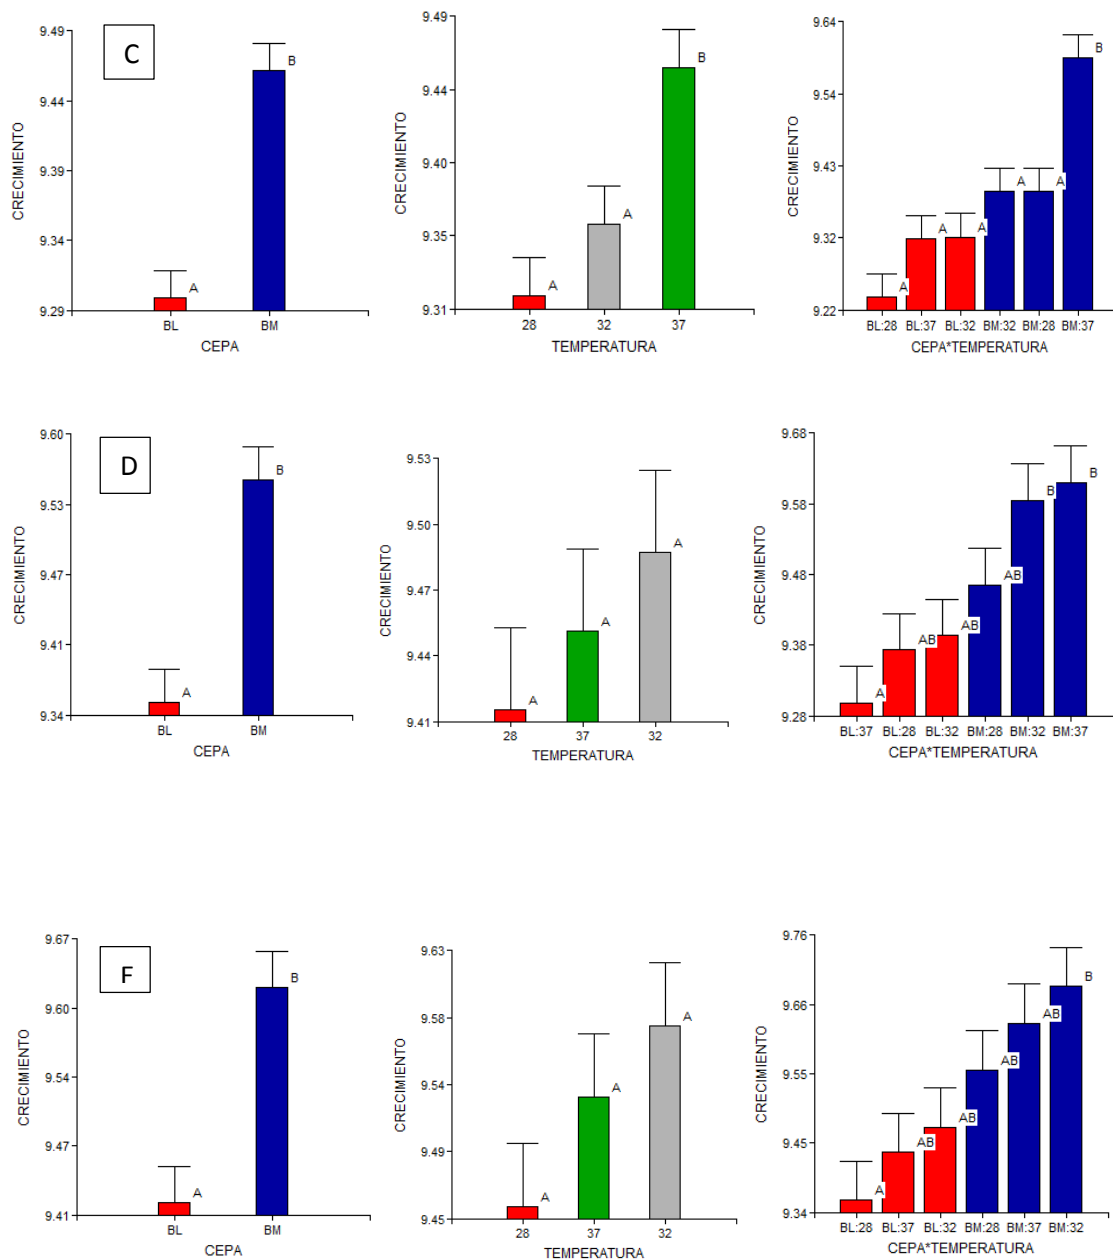 C
9.49
9.44
9.39
9.34
9.29
CRECIMIENTO
A
B
BL BM
CEPA
9.49
9.44
9.40
9.35
9.31
CRECIMIENTO
A
A
B
28 32 37
TEMPERATURA
9.64
9.54
9.43
9.32
9.22
CRECIMIENTO
A
A
A
A
A
B
BL:28 BL:37 BL:32 BM:32 BM:28 BM:37
CEPA*TEMPERATURA
D
9.60
9.53
9.47
9.41
9.34
CRECIMIENTO
A
B
BL BM
CEPA
9.53
9.50
9.47
9.44
9.41
CRECIMIENTO
A
A
A
28 37 32
TEMPERATURA
9.68
9.58
9.48
9.38
9.28
CRECIMIENTO
A
AB
AB
AB
B
B
BL:37 BL:28 BL:32 BM:28 BM:32 BM:37
CEPA*TEMPERATURA
F
9.67
9.60
9.54
9.47
9.41
CRECIMIENTO
A
B
BL BM
CEPA
9.63
9.58
9.54
9.49
9.45
CRECIMIENTO
A
A
A
28 37 32
TEMPERATURA
9.76
9.66
9.55
9.45
9.34
CRECIMIENTO
A
AB
AB
AB
AB
B
BL:28 BL:37 BL:32 BM:28 BM:37 BM:32
CEPA*TEMPERATURA